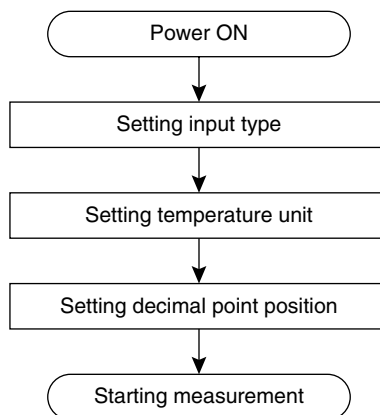 Power ON
Setting input type
Setting temperature unit
Setting decimal point position
Starting measurement